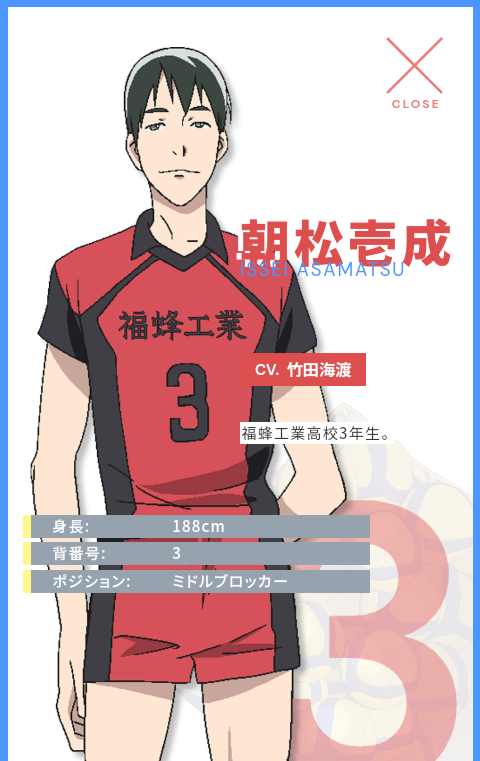 CLOSE
朝松壱成
ISSEI ASAMATSU
福蜂工業
3
CV. 竹田海渡
福蜂工業高校3年生。
身長: 188cm
背番号: 3
ポジション: ミドルブロッカー
3